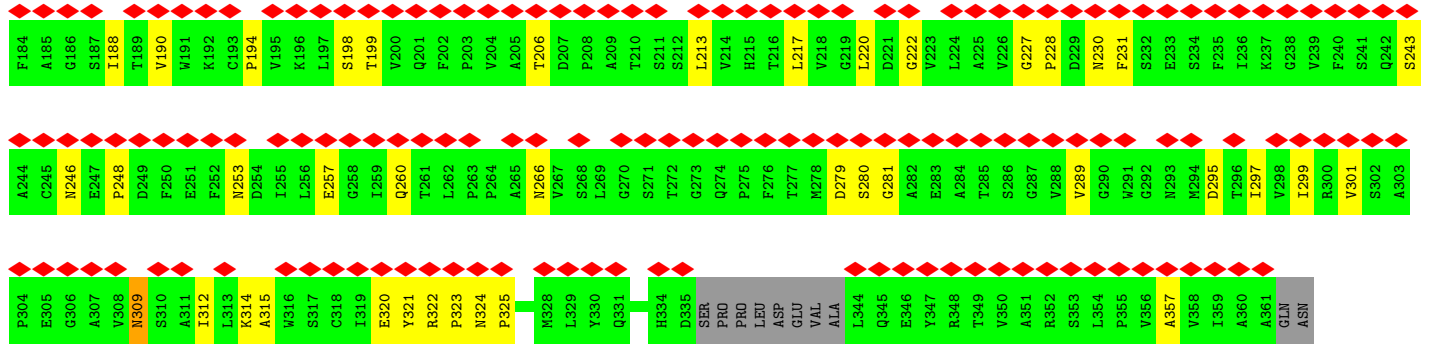 F184 A185 G186 S187 I188 T189 V190 W191 K192 C193 P194 V195 K196 L197 S198 T199 V200 Q201 F202 P203 V204 A205 T206 D207 P208 A209 T210 S211 S212 L213 V214 H215 T216 L217 V218 G219 L220 D221 G222 V223 L224 A225 V226 G227 P228 D229 N230 F231 S232 E233 S234 F235 I236 K237 G238 V239 F240 S241 Q242 S243
A244 C245 N246 E247 P248 D249 F250 E251 F252 N253 D254 I255 L256 E257 G258 I259 Q260 T261 L262 P263 P264 A265 N266 V267 S268 L269 G270 S271 T272 G273 Q274 P275 F276 T277 M278 D279 S280 G281 A282 E283 A284 T285 S286 G287 V288 V289 G290 W291 G292 N293 M294 D295 T296 I297 V298 I299 R300 V301 S302 A303
P304 E305 G306 A307 V308 N309 S310 A311 I312 L313 K314 A315 W316 S317 C318 I319 E320 Y321 R322 P323 N324 P325 M328 L329 Y330 Q331 H334 D335 SER PRO PRO LEU ASP GLU VAL ALA L344 Q345 E346 Y347 R348 T349 V350 A351 R352 S353 L354 P355 V356 A357 V358 I359 A360 A361 GLN ASN